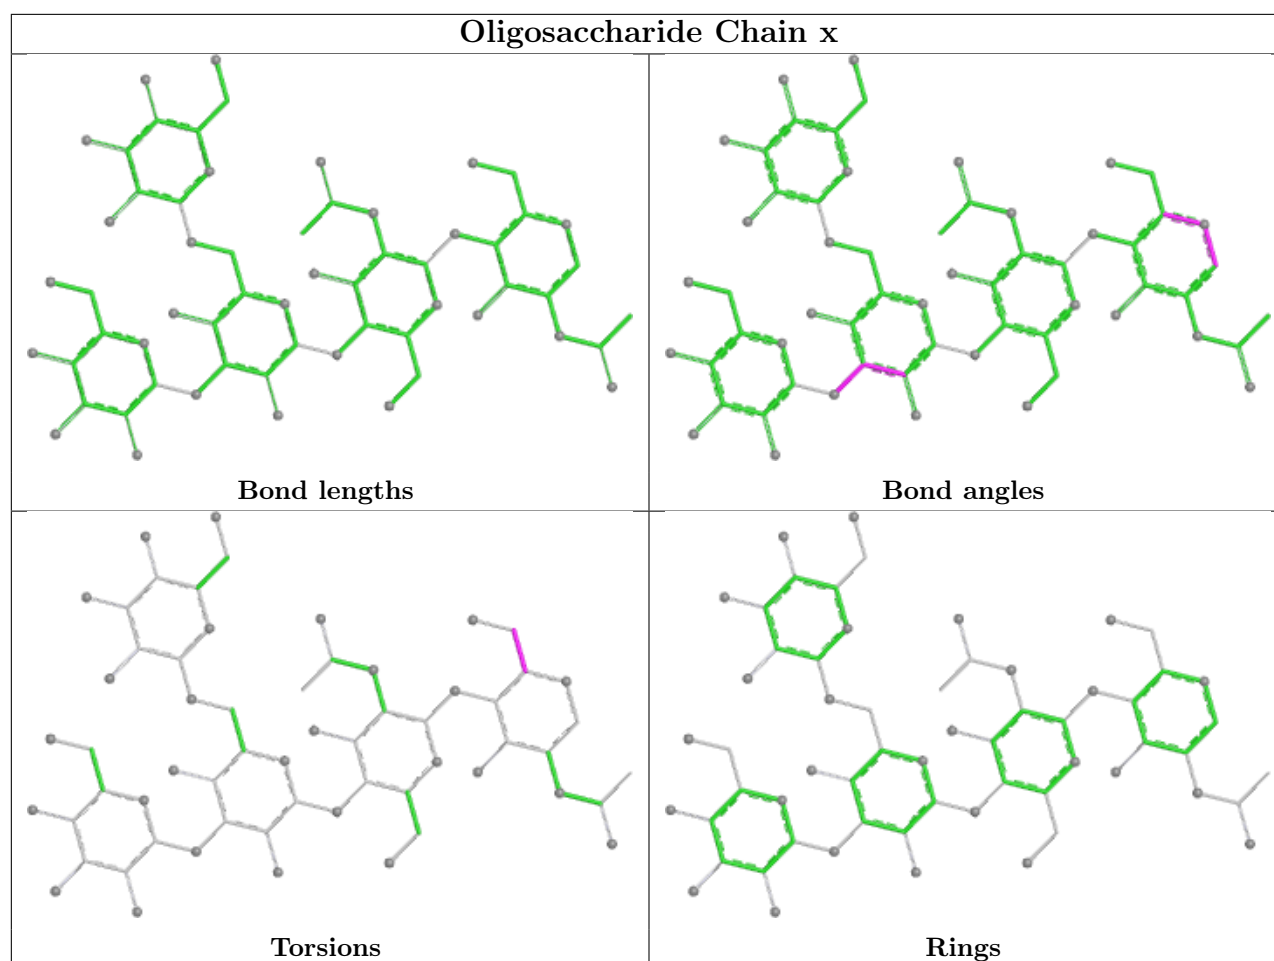 Oligosaccharide Chain x
Bond lengths
Bond angles
Torsions
Rings